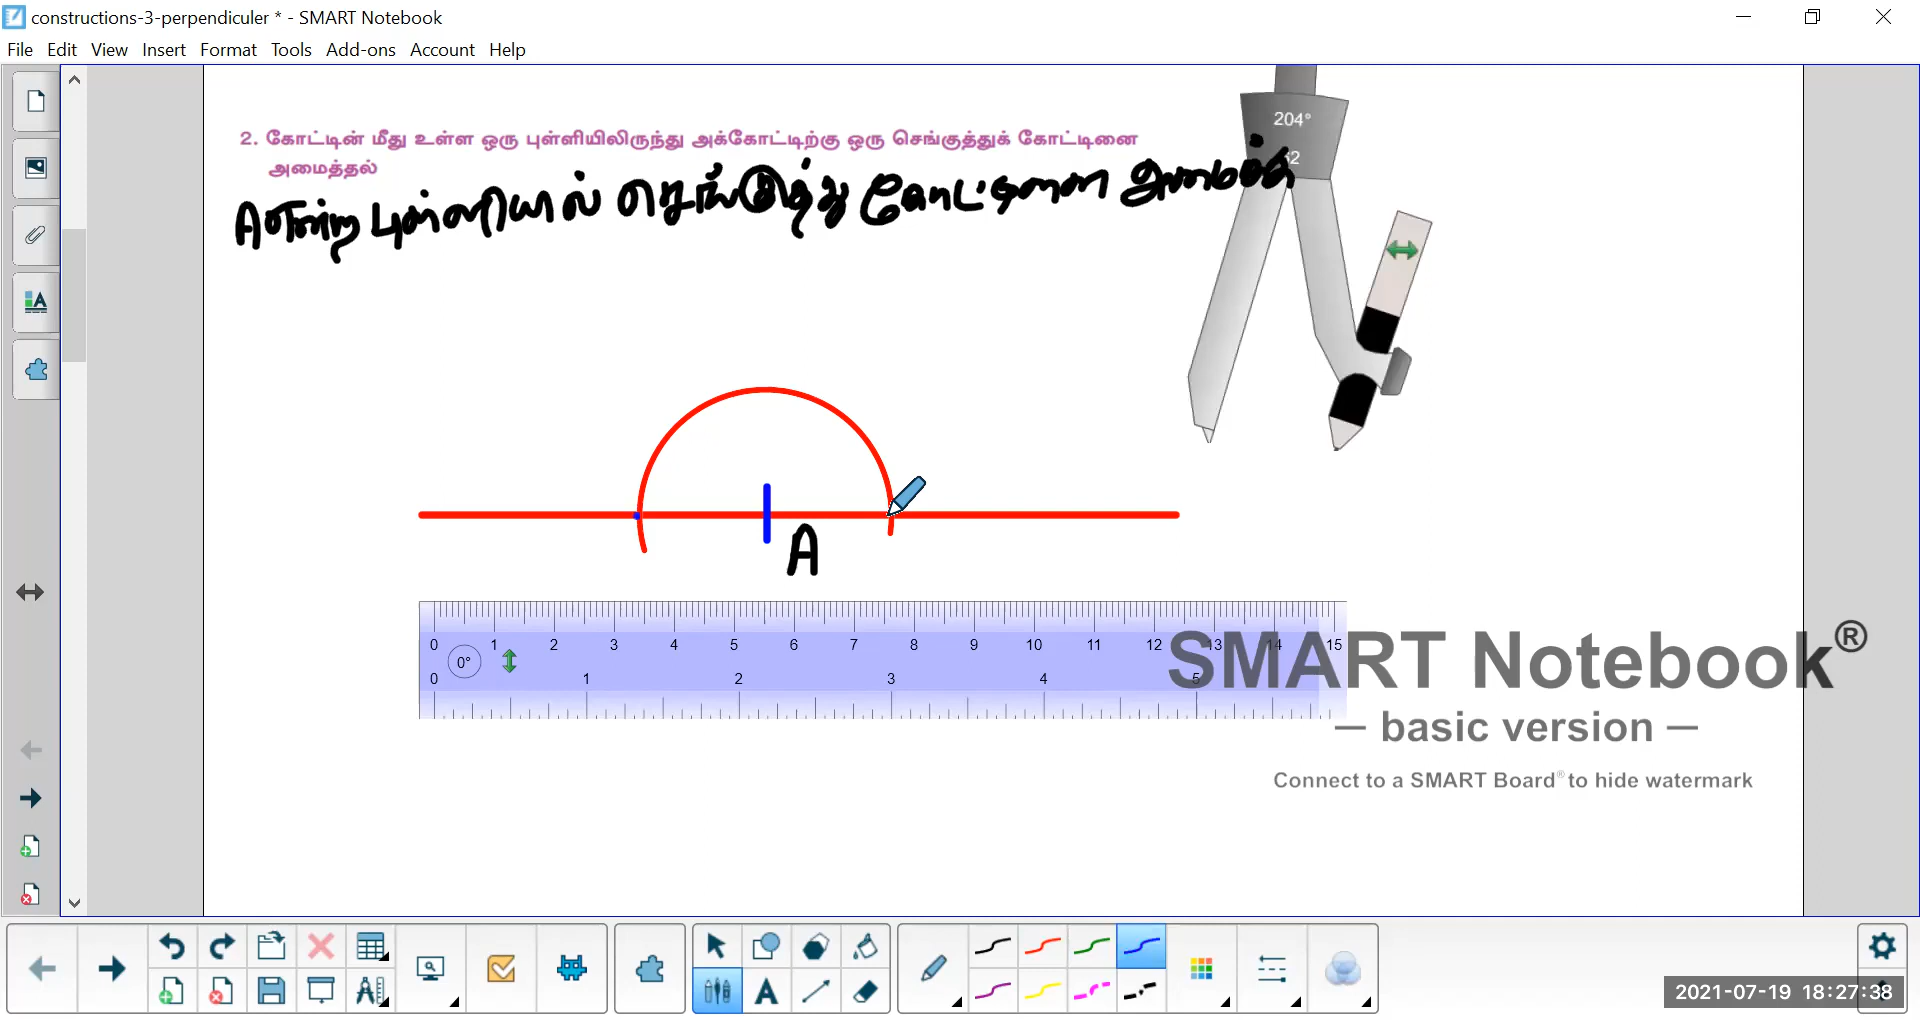 constructions-3-perpendiculer * - SMART Notebook
File Edit View Insert Format Tools Add-ons Account Help
204°
2. கோட்டின் மீது உள்ள ஒரு புள்ளியிலிருந்து அக்கோட்டிற்கு ஒரு செங்குத்துக் கோட்டினை
அமைத்தல்
A என்ற புள்ளியில் செங்குத்து கோட்டினை அமைக்க
A
0 1 2 3 4 5 6 7 8 9 10 11 12 13 14 15
0°
0 1 2 3 4 5
SMART Notebook®
— basic version —
Connect to a SMART Board® to hide watermark
2021-07-19 18:27:38